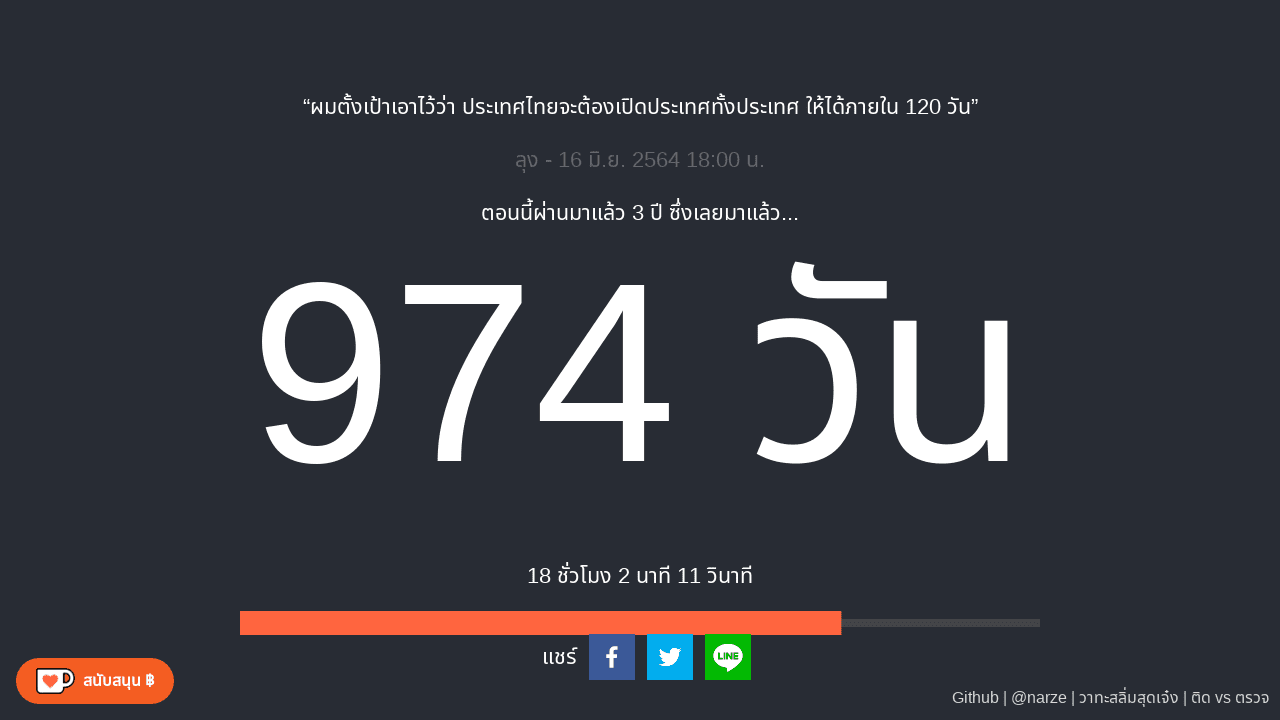 “ผมตั้งเป้าเอาไว้ว่า ประเทศไทยจะต้องเปิดประเทศทั้งประเทศ ให้ได้ภายใน 120 วัน”
ลุง - 16 มิ.ย. 2564 18:00 น.
ตอนนี้ผ่านมาแล้ว 3 ปี ซึ่งเลยมาแล้ว...
974 วัน
18 ชั่วโมง 2 นาที 11 วินาที
แชร์
LINE
สนับสนุน ฿
Github | @narze | วาทะสลิ่มสุดเจ๋ง | ติด vs ตรวจ